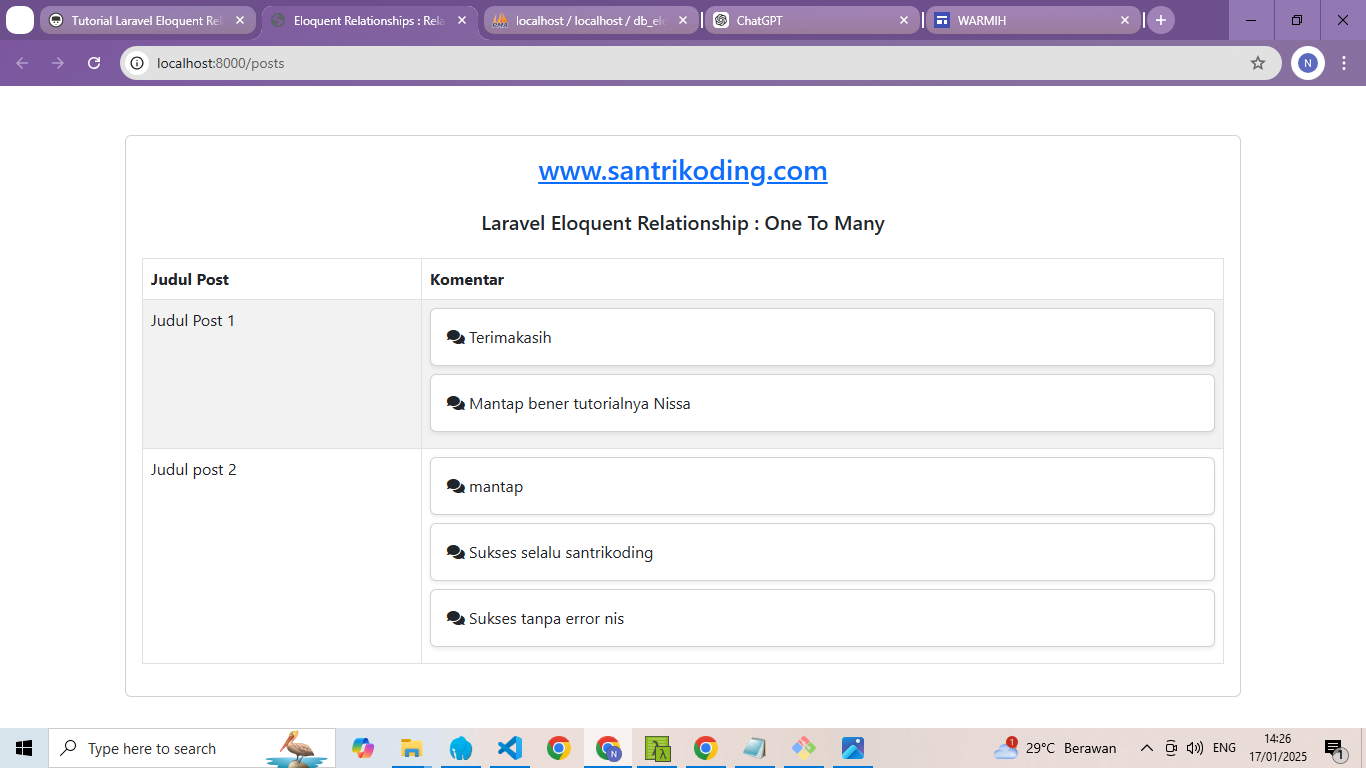 Tutorial Laravel Eloquent Rel
Eloquent Relationships : Rela
localhost / localhost / db_elo
ChatGPT
WARMIH
localhost:8000/posts
N
www.santrikoding.com
Laravel Eloquent Relationship : One To Many
Judul Post
Komentar
Judul Post 1
Terimakasih
Mantap bener tutorialnya Nissa
Judul post 2
mantap
Sukses selalu santrikoding
Sukses tanpa error nis
Type here to search
N
1
29°C Berawan
ENG
14:26
17/01/2025
1